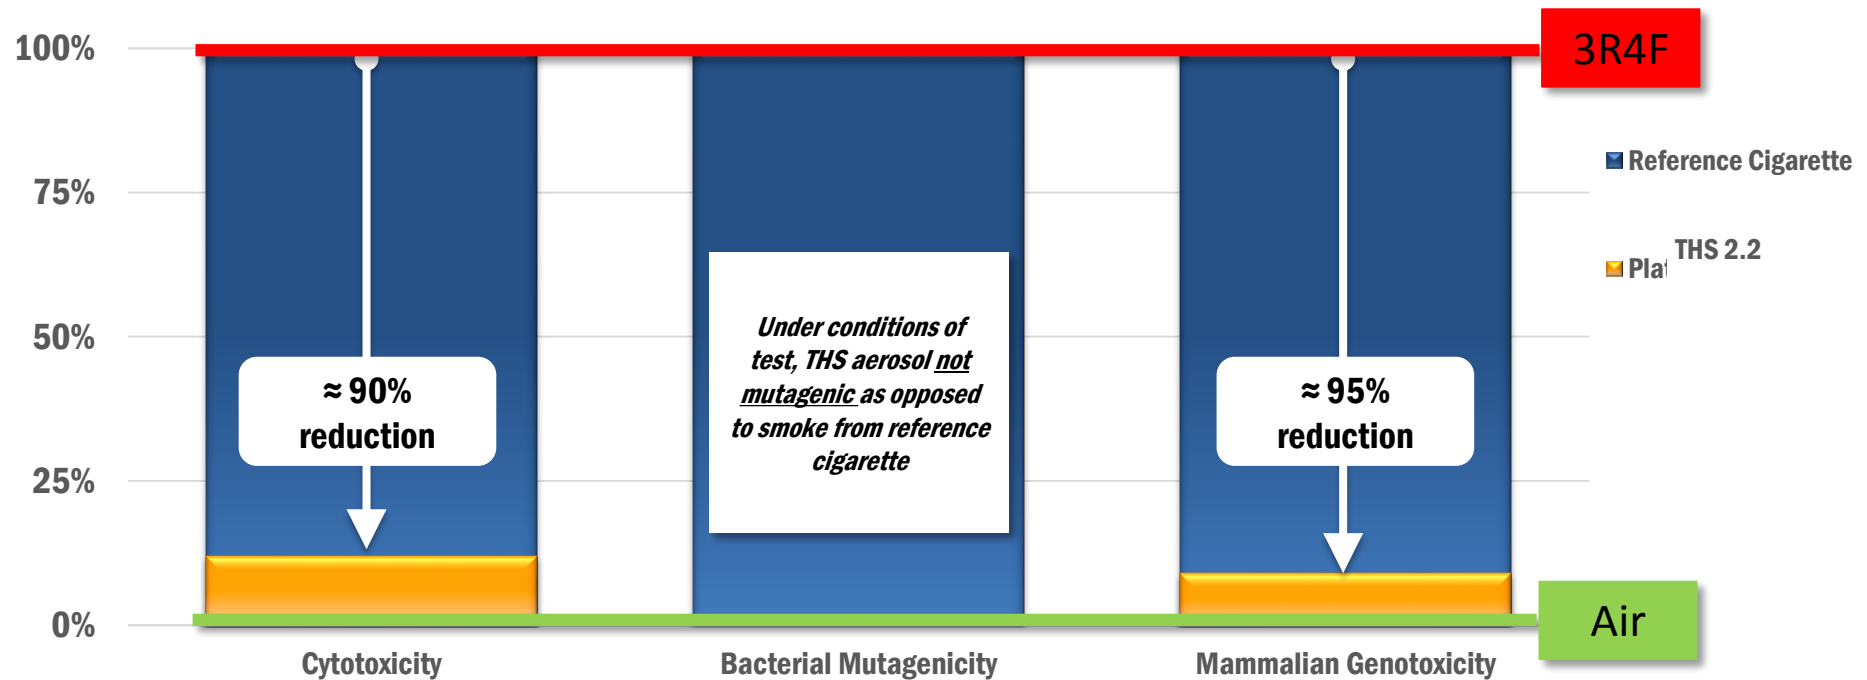 100%
75%
50%
25%
0%
3R4F
Reference Cigarette
THS 2.2
Plat
≈ 90%
reduction
Under conditions of
test, THS aerosol not
mutagenic as opposed
to smoke from reference
cigarette
≈ 95%
reduction
Air
Cytotoxicity
Bacterial Mutagenicity
Mammalian Genotoxicity